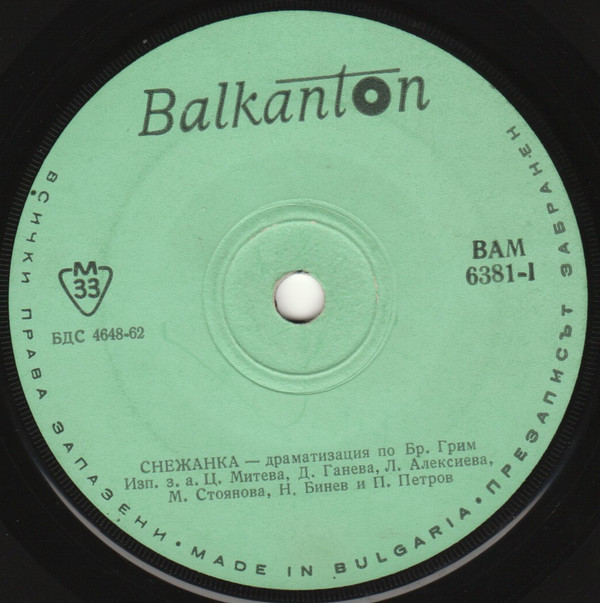 Balkanton
М
33
БДС 4648-62
ВАМ
6381-I
СНЕЖАНКА — драматизация по Бр. Грим
Изп. з. а. Ц. Митева, Д. Ганева, Л. Алексиева,
М. Стоянова, Н. Бинев и П. Петров
ВСИЧКИ ПРАВА ЗАПАЗЕНИ • MADE IN BULGARIA • ПРЕЗАПИСЪТ ЗАБРАНЕН